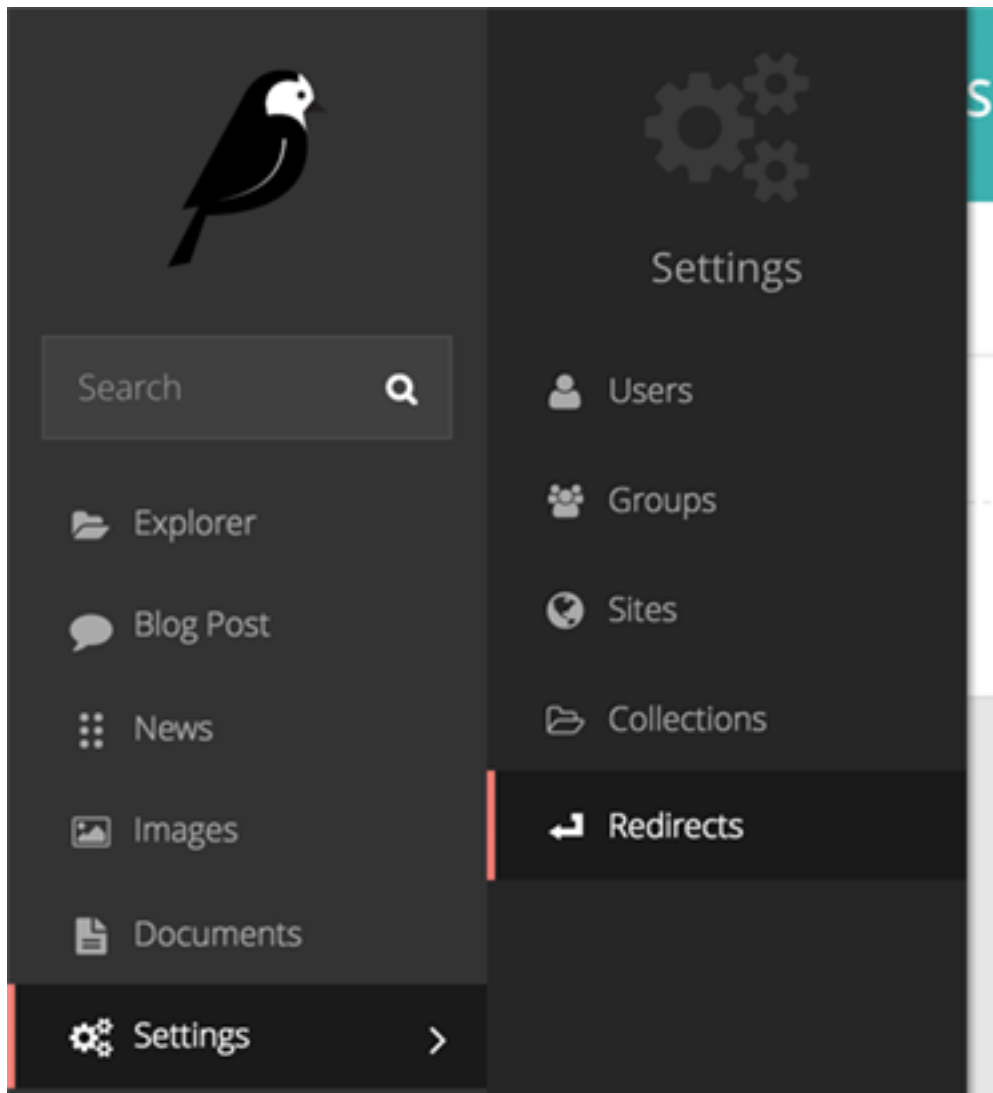 Search
Explorer
Blog Post
News
Images
Documents
Settings
Settings
Users
Groups
Sites
Collections
Redirects
s